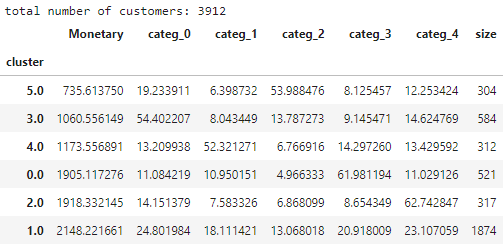 total number of customers: 3912
Monetary categ_0 categ_1 categ_2 categ_3 categ_4 size
cluster
5.0 735.613750 19.233911 6.398732 53.988476 8.125457 12.253424 304
3.0 1060.556149 54.402207 8.043449 13.787273 9.145471 14.624769 584
4.0 1173.556891 13.209938 52.321271 6.766916 14.297260 13.429592 312
0.0 1905.117276 11.084219 10.950151 4.966333 61.981194 11.029126 521
2.0 1918.332145 14.151379 7.583326 6.868099 8.654349 62.742847 317
1.0 2148.221661 24.801984 18.111421 13.068018 20.918009 23.107059 1874